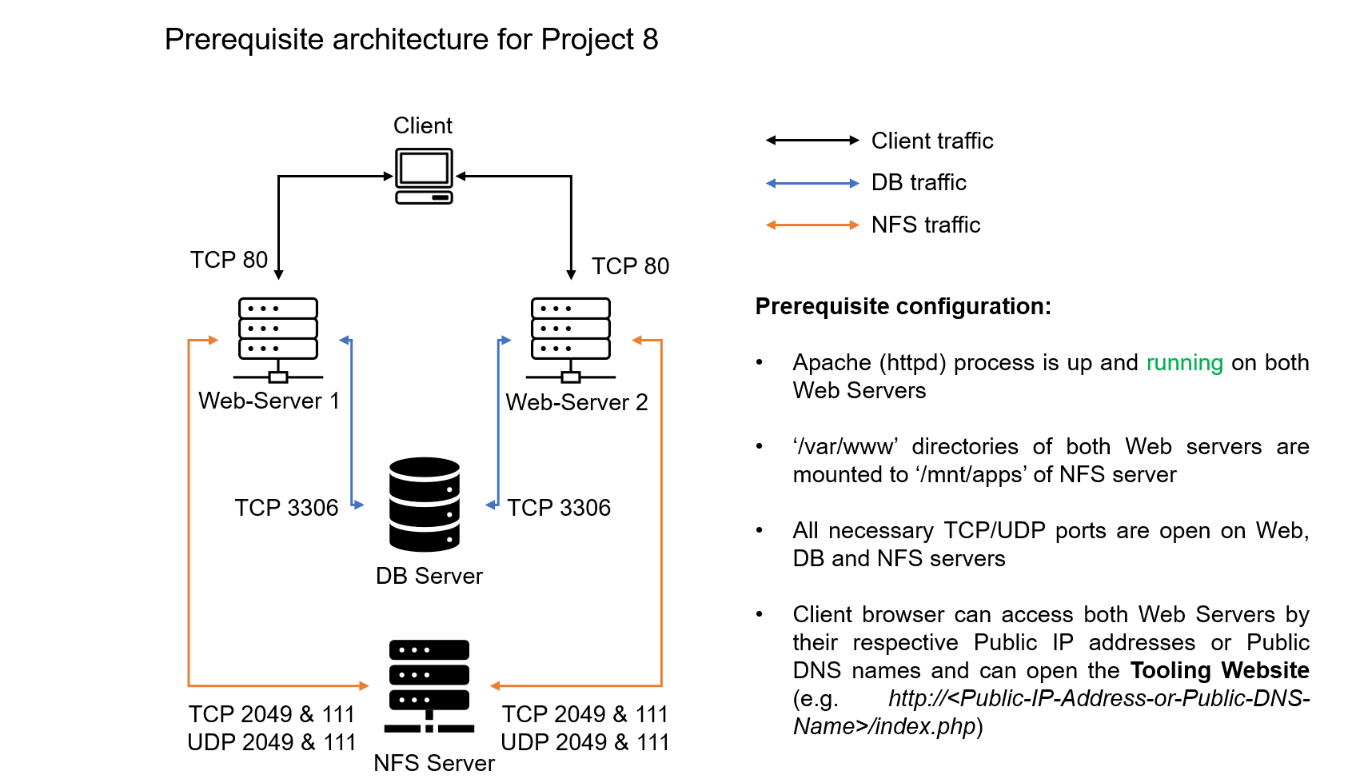 Prerequisite architecture for Project 8
Client
TCP 80
TCP 80
Web-Server 1
Web-Server 2
TCP 3306
TCP 3306
DB Server
TCP 2049 & 111
UDP 2049 & 111
TCP 2049 & 111
UDP 2049 & 111
NFS Server
Client traffic
DB traffic
NFS traffic
Prerequisite configuration:
• Apache (httpd) process is up and running on both
Web Servers
• ‘/var/www’ directories of both Web servers are
mounted to ‘/mnt/apps’ of NFS server
• All necessary TCP/UDP ports are open on Web,
DB and NFS servers
• Client browser can access both Web Servers by
their respective Public IP addresses or Public
DNS names and can open the Tooling Website
(e.g. http://<Public-IP-Address-or-Public-DNS-
Name>/index.php)